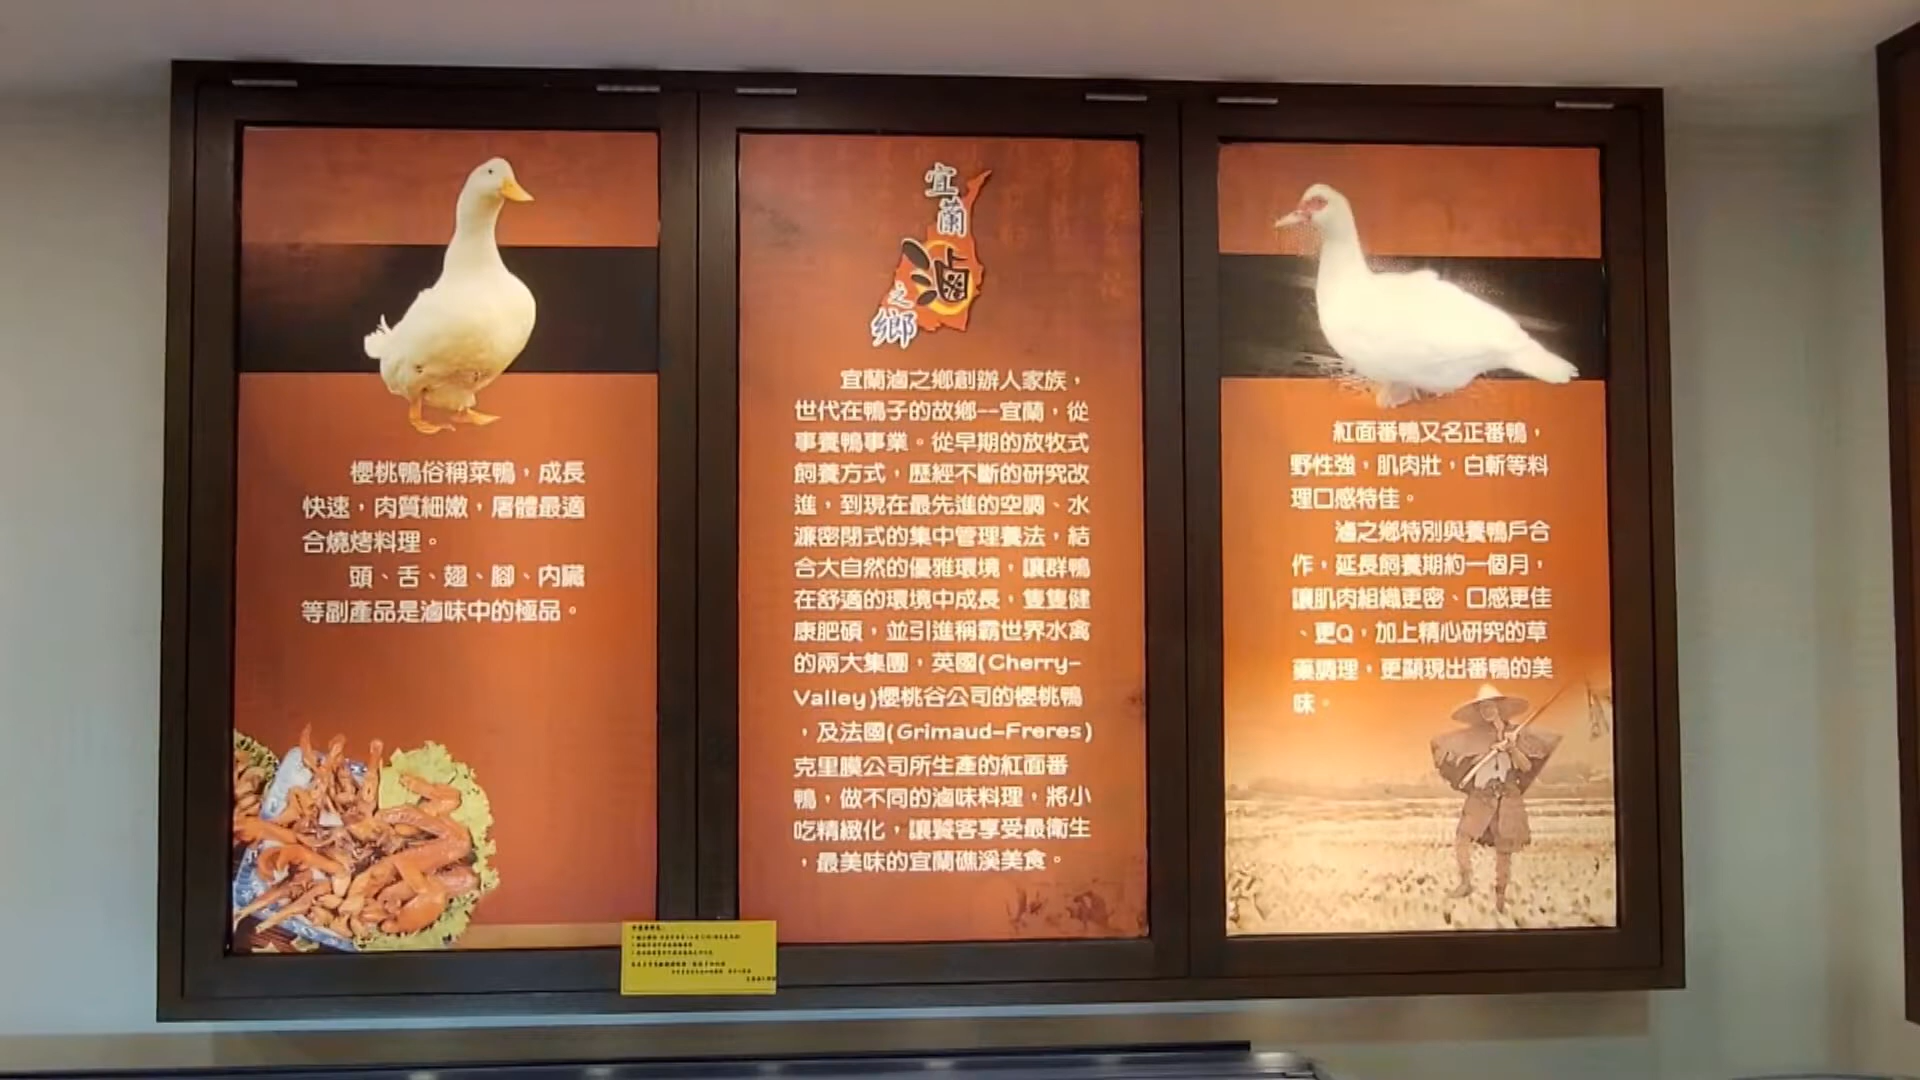 櫻桃鴨俗稱菜鴨，成長
快速，肉質細嫩，屠體最適
合燒烤料理。
頭、舌、翅、腳、內臟
等副產品是滷味中的極品。
宜蘭
滷
之鄉
宜蘭滷之鄉創辦人家族，
世代在鴨子的故鄉--宜蘭，從
事養鴨事業。從早期的放牧式
飼養方式，歷經不斷的研究改
進，到現在最先進的空調、水
濂密閉式的集中管理養法，結
合大自然的優雅環境，讓群鴨
在舒適的環境中成長，隻隻健
康肥碩，並引進稱霸世界水禽
的兩大集團，英國(Cherry-
Valley)櫻桃谷公司的櫻桃鴨
，及法國(Grimaud-Freres)
克里膜公司所生產的紅面番
鴨，做不同的滷味料理，將小
吃精緻化，讓饕客享受最衛生
，最美味的宜蘭礁溪美食。
紅面番鴨又名正番鴨，
野性強，肌肉壯，白斬等料
理口感特佳。
滷之鄉特別與養鴨戶合
作，延長飼養期約一個月，
讓肌肉組織更密、口感更佳
、更Q，加上精心研究的草
藥調理，更顯現出番鴨的美
味。